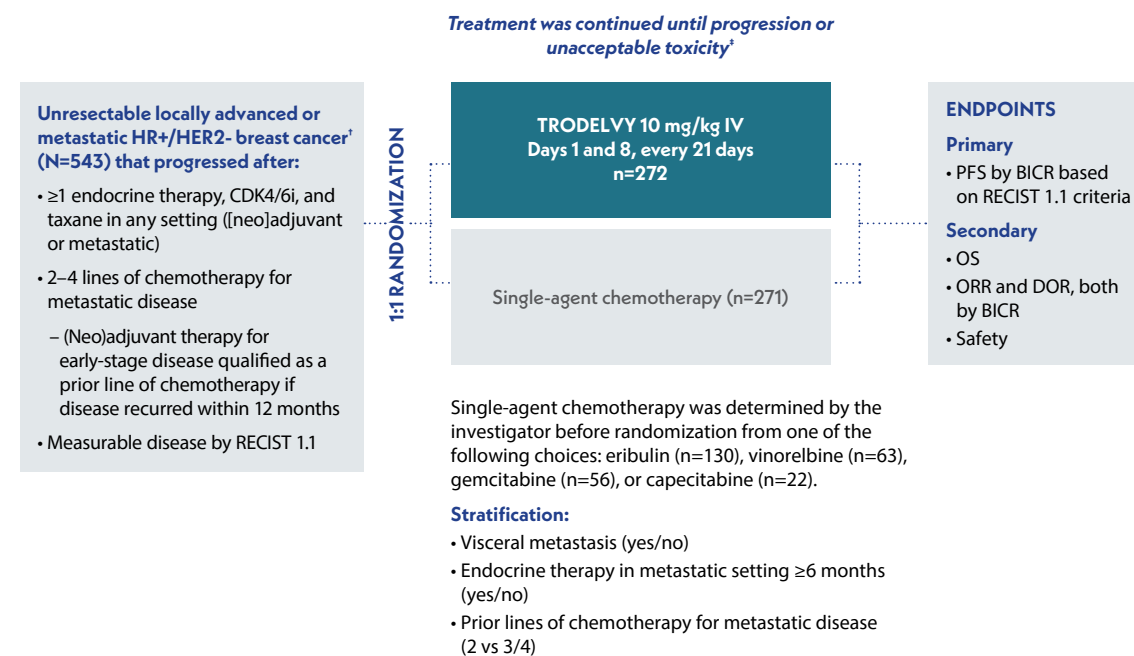 Treatment was continued until progression or
unacceptable toxicity‡
Unresectable locally advanced or
metastatic HR+/HER2- breast cancer†
(N=543) that progressed after:
• ≥1 endocrine therapy, CDK4/6i, and
taxane in any setting ([neo]adjuvant
or metastatic)
• 2–4 lines of chemotherapy for
metastatic disease
– (Neo)adjuvant therapy for
early-stage disease qualified as a
prior line of chemotherapy if
disease recurred within 12 months
• Measurable disease by RECIST 1.1
1:1 RANDOMIZATION
TRODELVY 10 mg/kg IV
Days 1 and 8, every 21 days
n=272
Single-agent chemotherapy (n=271)
Single-agent chemotherapy was determined by the
investigator before randomization from one of the
following choices: eribulin (n=130), vinorelbine (n=63),
gemcitabine (n=56), or capecitabine (n=22).
Stratification:
• Visceral metastasis (yes/no)
• Endocrine therapy in metastatic setting ≥6 months
(yes/no)
• Prior lines of chemotherapy for metastatic disease
(2 vs 3/4)
ENDPOINTS
Primary
• PFS by BICR based
on RECIST 1.1 criteria
Secondary
• OS
• ORR and DOR, both
by BICR
• Safety